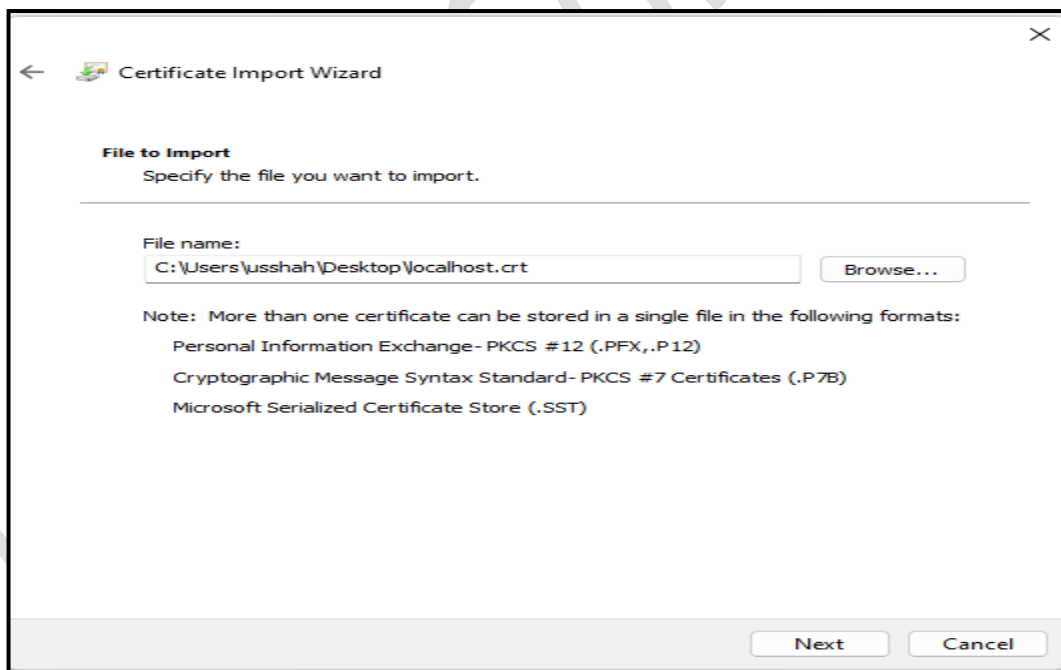 Certificate Import Wizard
File to Import
Specify the file you want to import.
File name:
C:\Users\usshah\Desktop\localhost.crt
Browse...
Note: More than one certificate can be stored in a single file in the following formats:
Personal Information Exchange- PKCS #12 (.PFX,.P12)
Cryptographic Message Syntax Standard- PKCS #7 Certificates (.P7B)
Microsoft Serialized Certificate Store (.SST)
Next Cancel